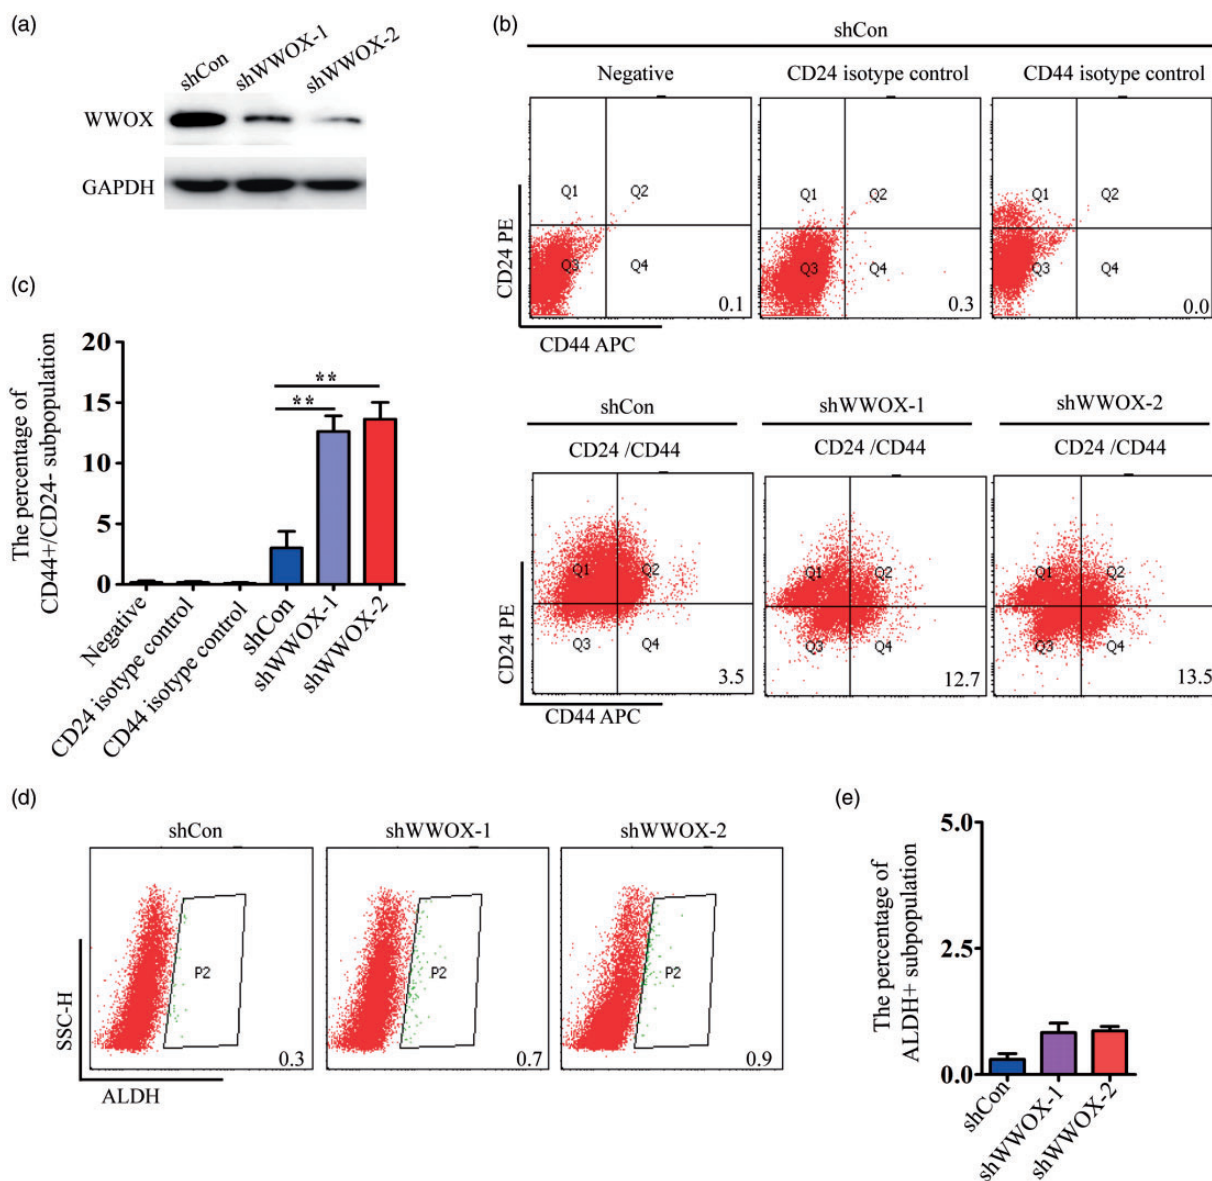 (a)
shCon
shWWOX-1
shWWOX-2
WWOX
GAPDH
(b)
shCon
Negative
CD24 isotype control
CD44 isotype control
CD24 PE
Q1
Q2
Q3
Q4
0.1
Q1
Q2
Q3
Q4
0.3
Q1
Q2
Q3
Q4
0.0
CD44 APC
shCon
shWWOX-1
shWWOX-2
CD24 /CD44
CD24 /CD44
CD24 /CD44
CD24 PE
Q1
Q2
Q3
Q4
3.5
Q1
Q2
Q3
Q4
12.7
Q1
Q2
Q3
Q4
13.5
CD44 APC
(c)
The percentage of
CD44+/CD24- subpopulation
20
15
10
5
0
**
**
Negative
CD24 isotype control
CD44 isotype control
shCon
shWWOX-1
shWWOX-2
(d)
shCon
shWWOX-1
shWWOX-2
SSC-H
P2
0.3
P2
0.7
P2
0.9
ALDH
(e)
The percentage of
ALDH+ subpopulation
5.0
2.5
0.0
shCon
shWWOX-1
shWWOX-2